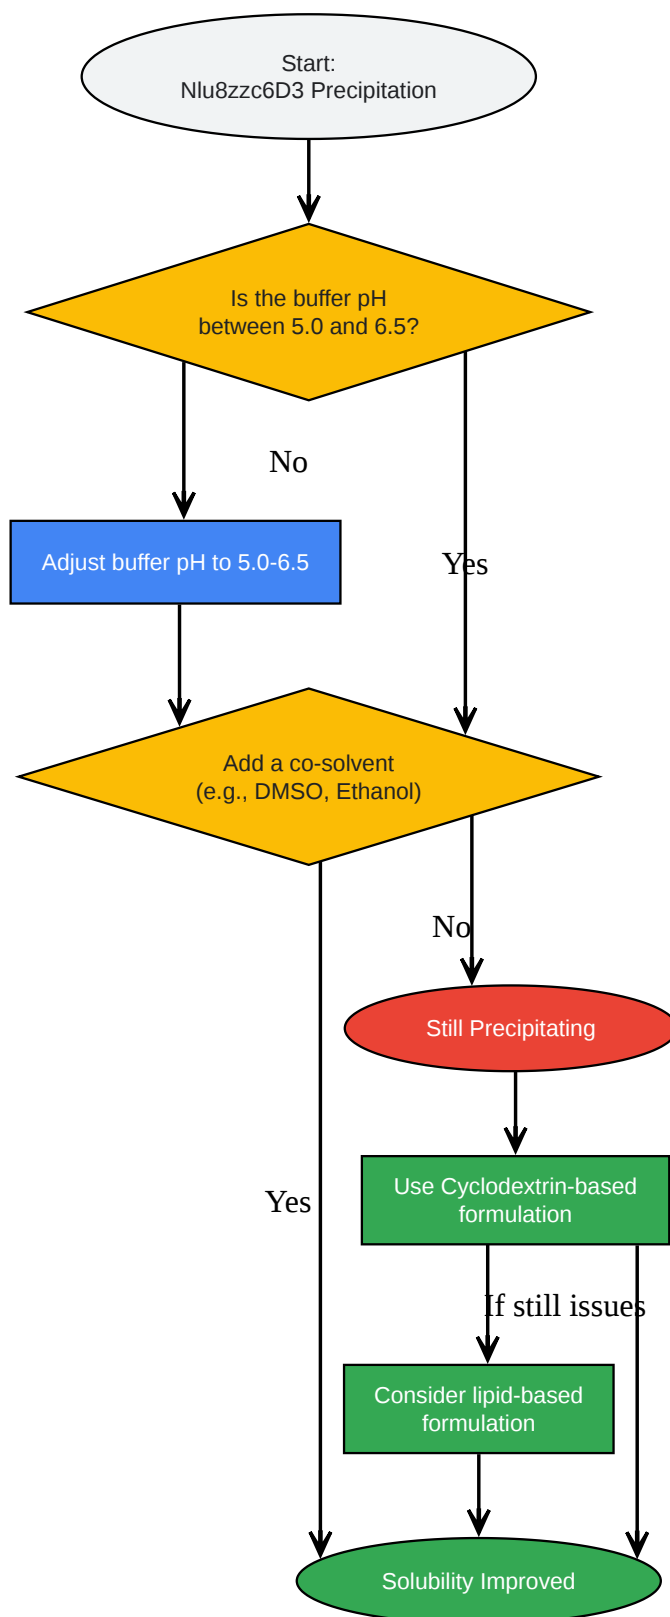 Start:
Nlu8zzc6D3 Precipitation
Is the buffer pH
between 5.0 and 6.5?
No
Adjust buffer pH to 5.0-6.5
Yes
Add a co-solvent
(e.g., DMSO, Ethanol)
No
Still Precipitating
Use Cyclodextrin-based
formulation
Yes
If still issues
Consider lipid-based
formulation
Solubility Improved